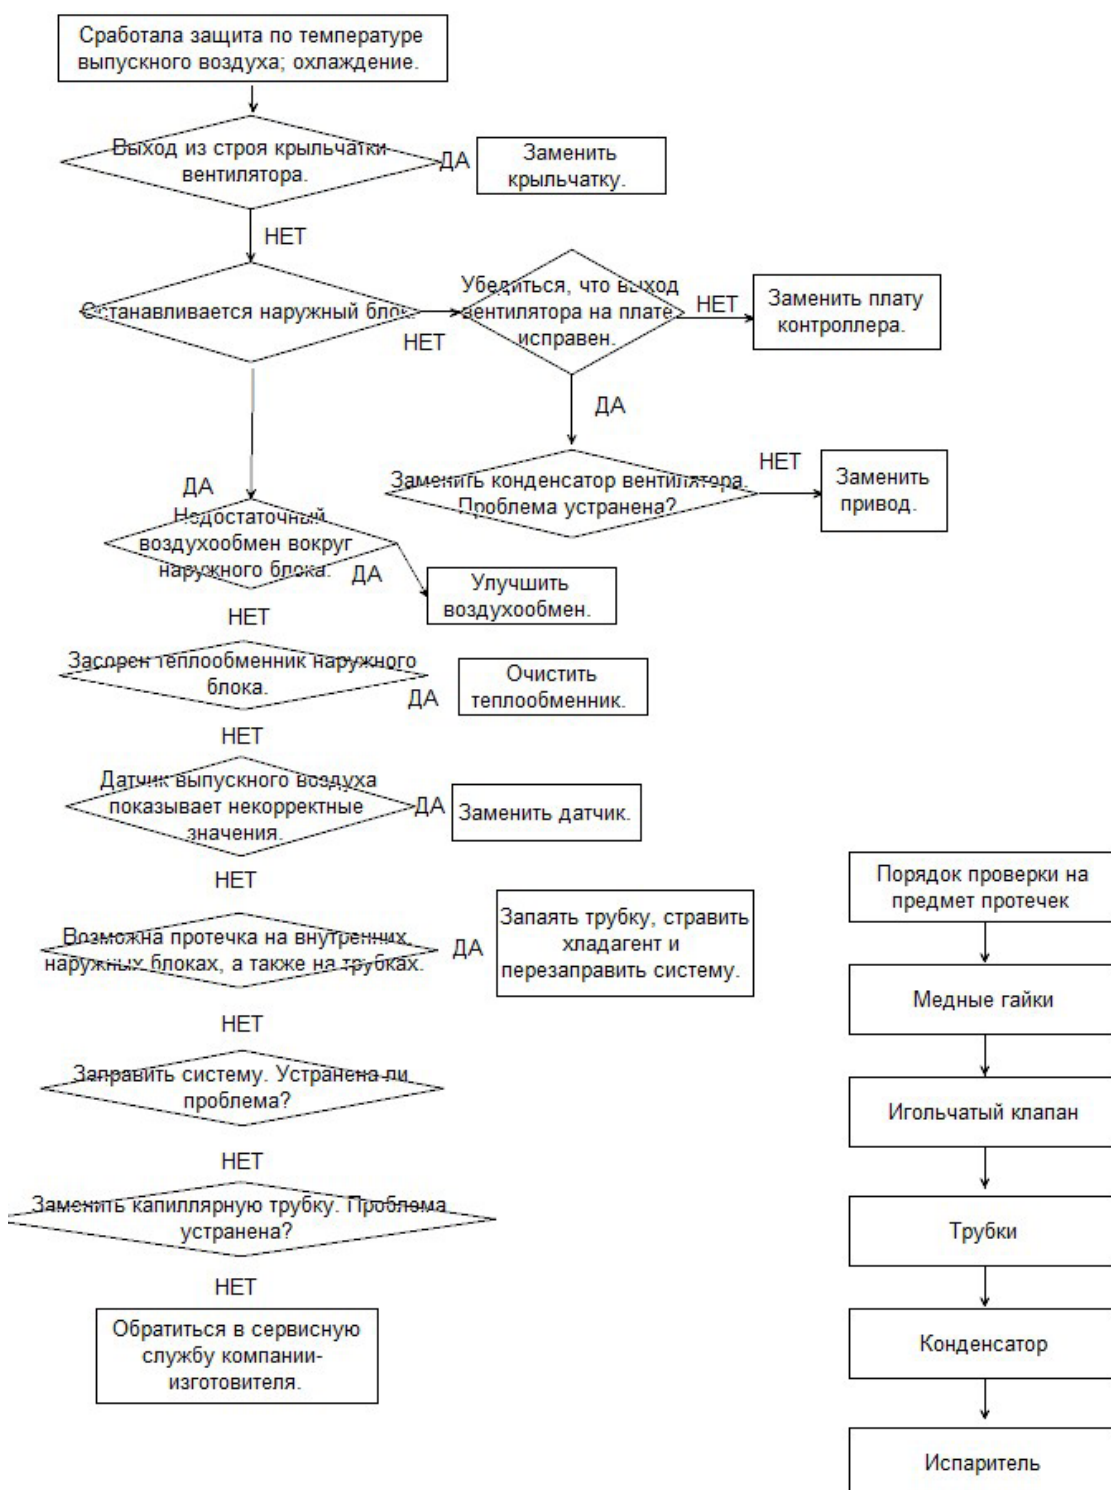 Сработала защита по температуре
выпускного воздуха; охлаждение.
Выход из строя крыльчатки
вентилятора.
ДА
Заменить
крыльчатку.
НЕТ
Останавливается наружный блок.
НЕТ
Убедиться, что выход
вентилятора на плате
исправен.
НЕТ
Заменить плату
контроллера.
ДА
Заменить конденсатор вентилятора.
Проблема устранена?
НЕТ
Заменить
привод.
ДА
Недостаточный
воздухообмен вокруг
наружного блока.
ДА
Улучшить
воздухообмен.
НЕТ
Засорен теплообменник наружного
блока.
ДА
Очистить
теплообменник.
НЕТ
Датчик выпускного воздуха
показывает некорректные
значения.
ДА
Заменить датчик.
НЕТ
Возможна протечка на внутренних,
наружных блоках, а также на трубках.
ДА
Запаять трубку, стравить
хладагент и
перезаправить систему.
НЕТ
Заправить систему. Устранена ли
проблема?
НЕТ
Заменить капиллярную трубку. Проблема
устранена?
НЕТ
Обратиться в сервисную
службу компании-
изготовителя.
Порядок проверки на
предмет протечек
Медные гайки
Игольчатый клапан
Трубки
Конденсатор
Испаритель